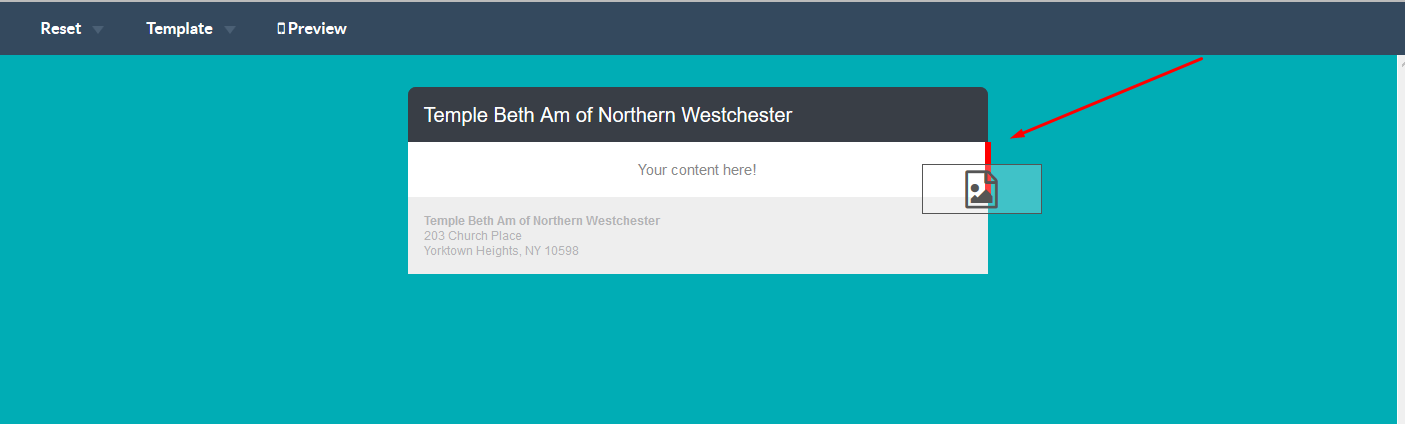 Reset
Template
Preview
Temple Beth Am of Northern Westchester
Your content here!
Temple Beth Am of Northern Westchester
203 Church Place
Yorktown Heights, NY 10598